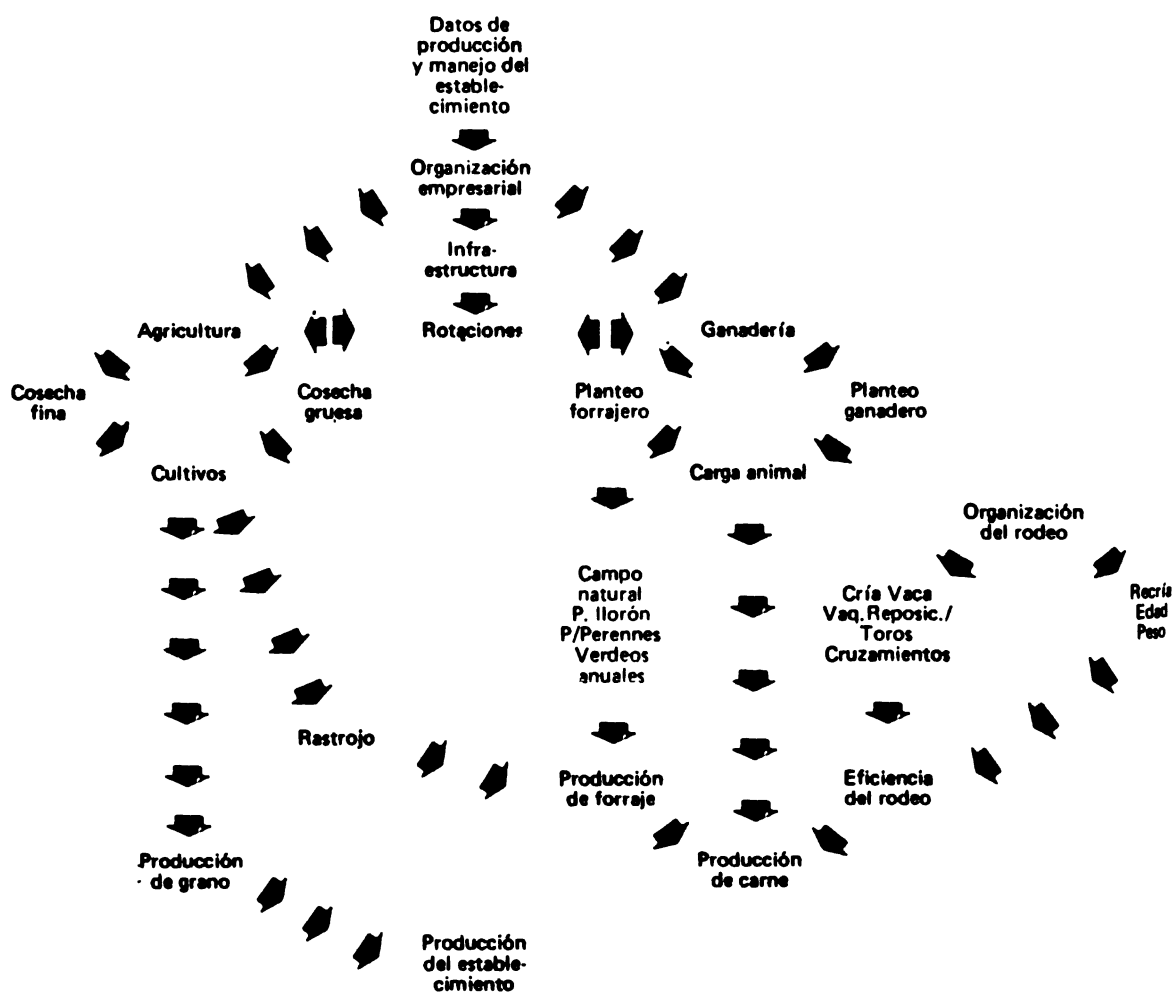 Datos de
producción
y manejo del
estable-
cimiento
Organización
empresarial
Infra-
estructura
Agricultura
Rotaciones
Ganadería
Cosecha
fina
Cosecha
gruesa
Planteo
forrajero
Planteo
ganadero
Cultivos
Carga animal
Organización
del rodeo
Campo
natural
P. llorón
P/Perennes
Verdeos
anuales
Cría Vaca
Vaq. Reposic./
Toros
Cruzamientos
Recría
Edad
Peso
Rastrojo
Producción
de forraje
Eficiencia
del rodeo
Producción
de grano
Producción
de carne
Producción
del estable-
cimiento